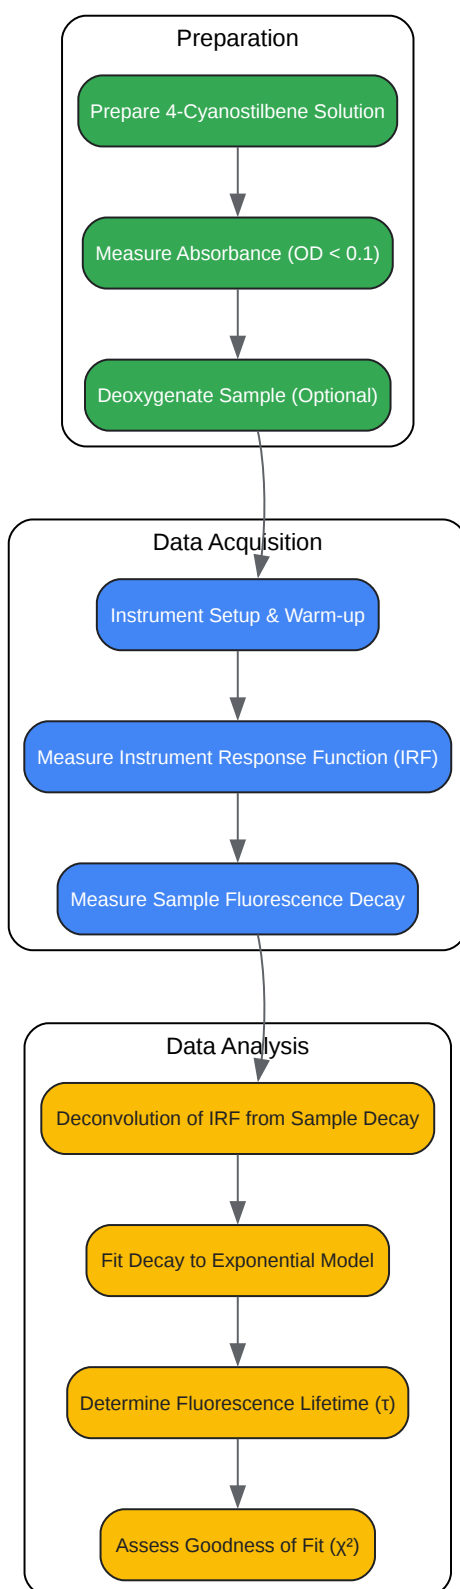 Preparation
Prepare 4-Cyanostilbene Solution
Measure Absorbance (OD < 0.1)
Deoxygenate Sample (Optional)
Data Acquisition
Instrument Setup & Warm-up
Measure Instrument Response Function (IRF)
Measure Sample Fluorescence Decay
Data Analysis
Deconvolution of IRF from Sample Decay
Fit Decay to Exponential Model
Determine Fluorescence Lifetime (τ)
Assess Goodness of Fit (χ²)